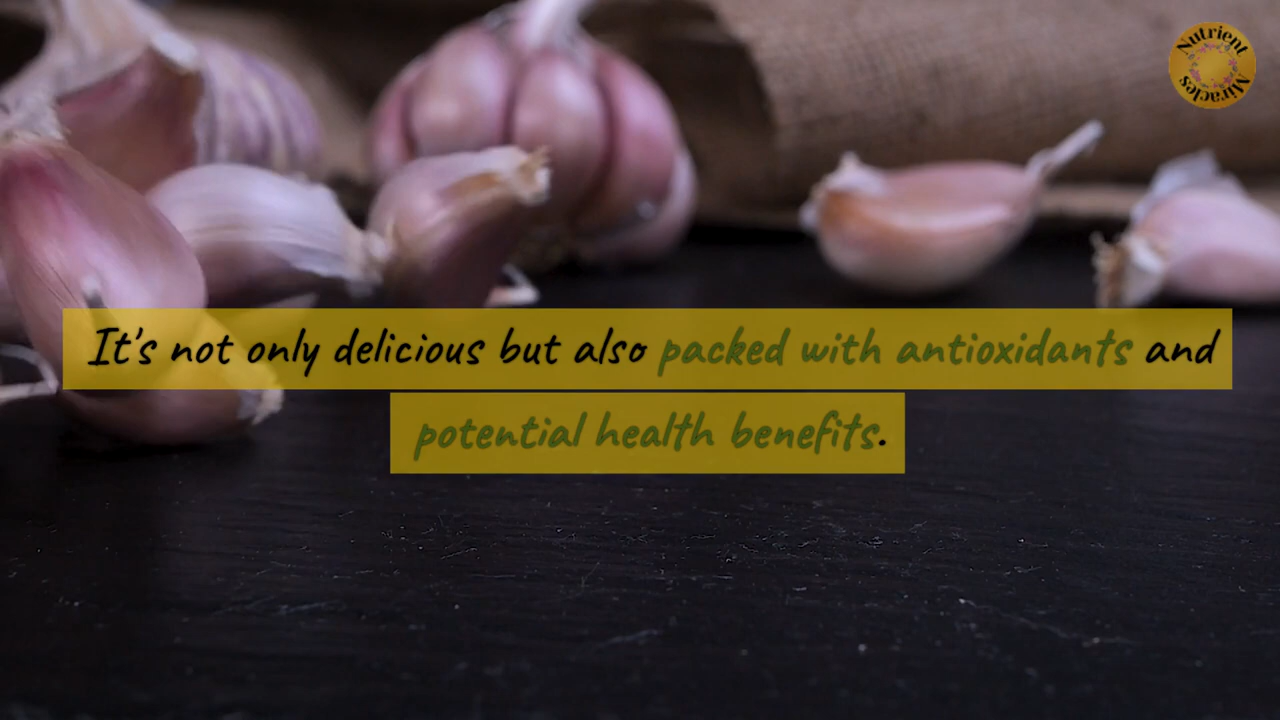 Nutrient
Miracles
It's not only delicious but also packed with antioxidants and
potential health benefits.